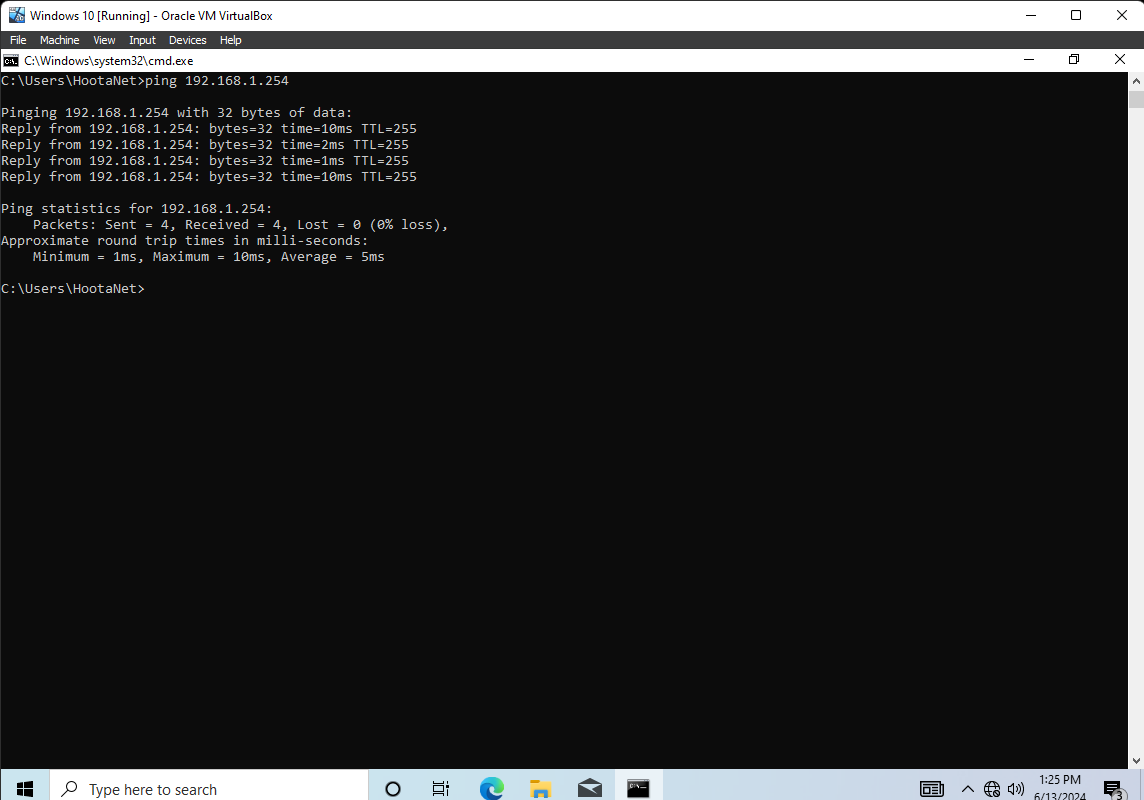 Windows 10 [Running] - Oracle VM VirtualBox
File Machine View Input Devices Help
C:\Windows\system32\cmd.exe
C:\Users\HootaNet>ping 192.168.1.254
Pinging 192.168.1.254 with 32 bytes of data:
Reply from 192.168.1.254: bytes=32 time=10ms TTL=255
Reply from 192.168.1.254: bytes=32 time=2ms TTL=255
Reply from 192.168.1.254: bytes=32 time=1ms TTL=255
Reply from 192.168.1.254: bytes=32 time=10ms TTL=255
Ping statistics for 192.168.1.254:
Packets: Sent = 4, Received = 4, Lost = 0 (0% loss),
Approximate round trip times in milli-seconds:
Minimum = 1ms, Maximum = 10ms, Average = 5ms
C:\Users\HootaNet>
Type here to search
1:25 PM
6/13/2024
3